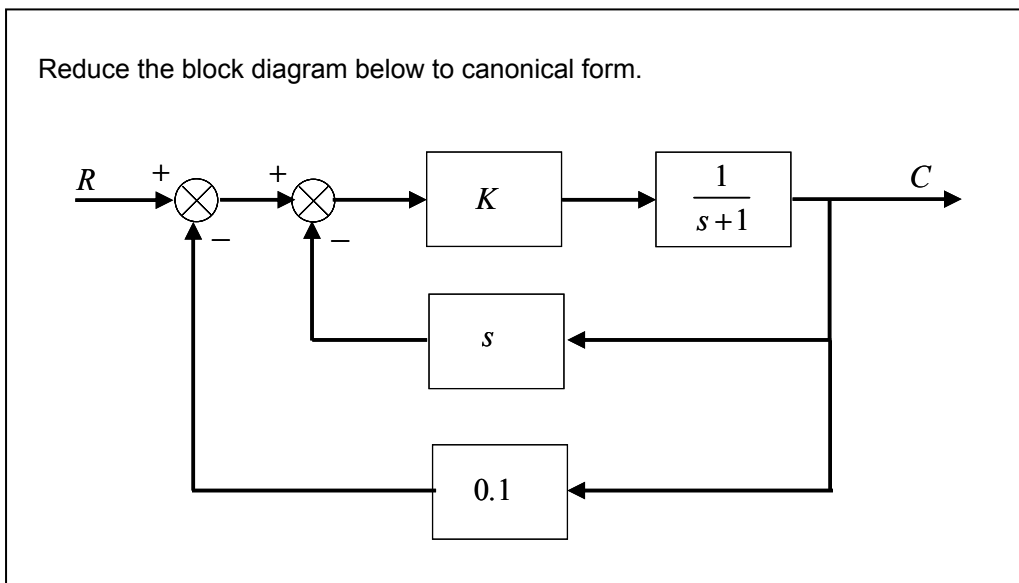 Reduce the block diagram below to canonical form.
R + + K 1 C
s+1
– –
s
0.1